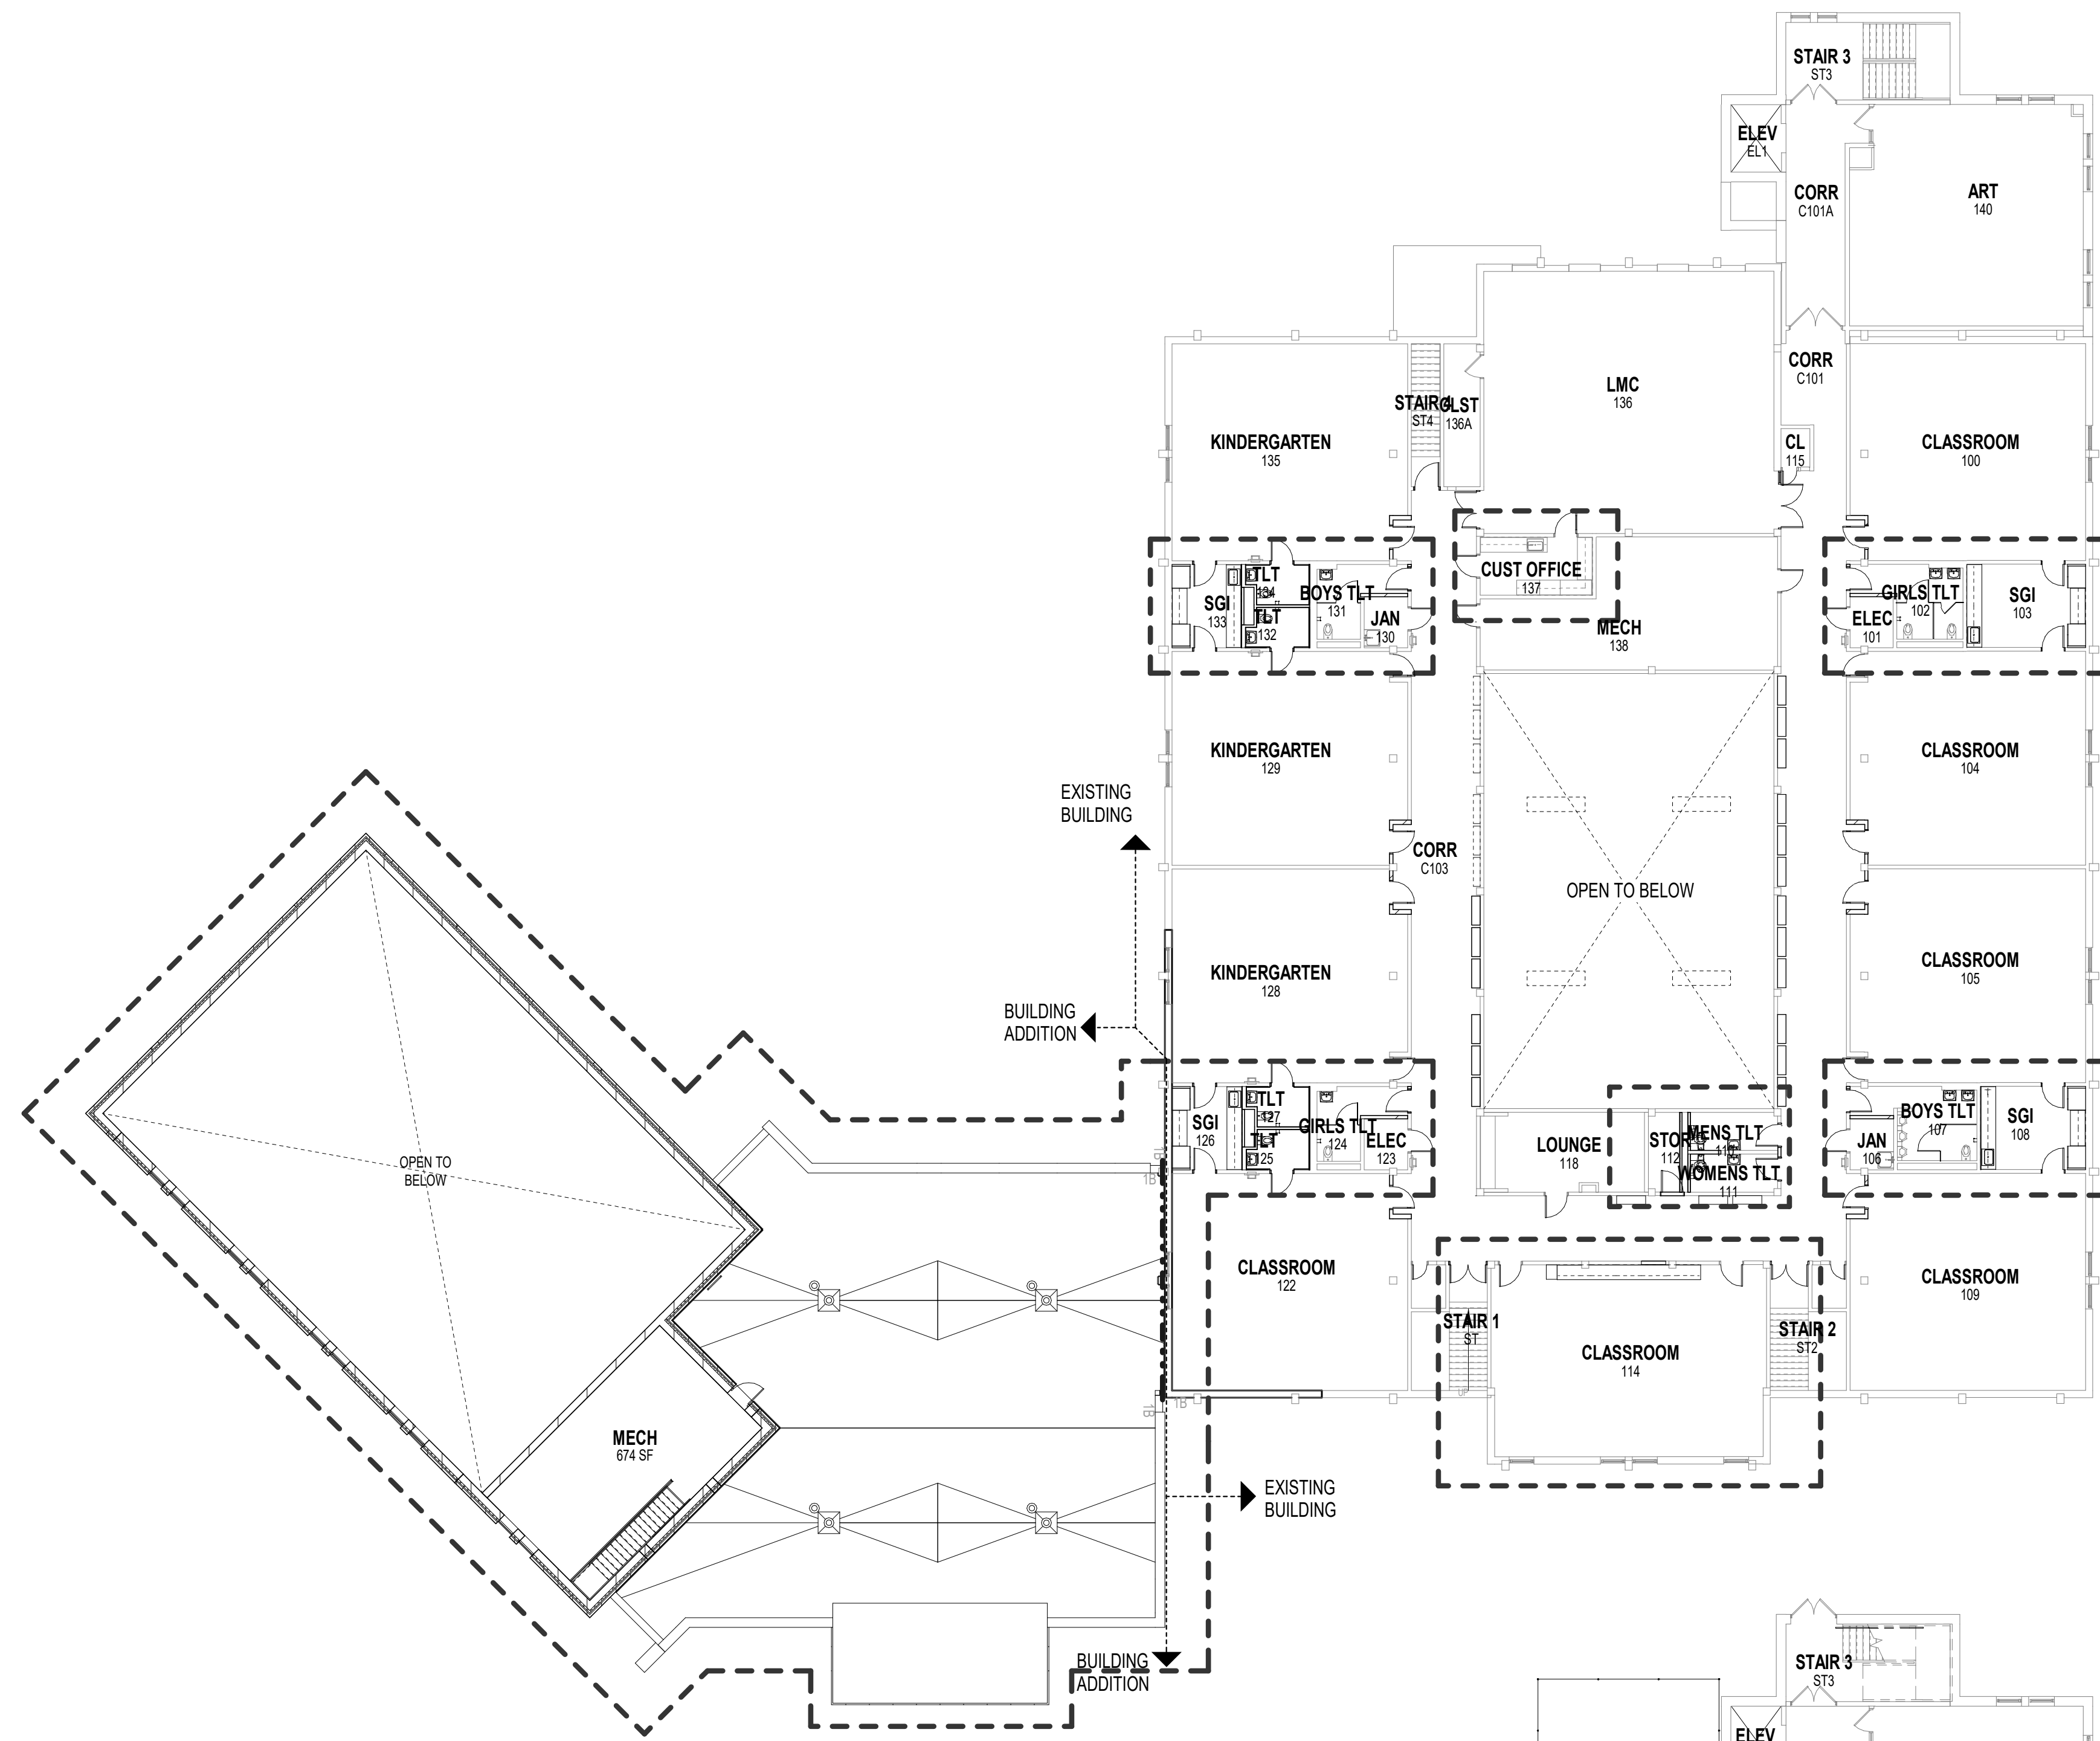 STAIR 3
ST3
ELEV
EL1
CORR
C101A
ART
140
CORR
C101
LMC
136
STAIR 4
ST4
GLST
136A
KINDERGARTEN
135
CL
115
CLASSROOM
100
CUST OFFICE
137
MECH
138
SGI
133
TLT
134
TLT
132
BOYS TLT
131
JAN
130
ELEC
101
GIRLS TLT
102
SGI
103
KINDERGARTEN
129
CLASSROOM
104
EXISTING
BUILDING
CORR
C103
OPEN TO BELOW
KINDERGARTEN
128
CLASSROOM
105
BUILDING
ADDITION
SGI
126
TLT
127
TLT
125
GIRLS TLT
124
ELEC
123
LOUNGE
118
STOR
112
MENS TLT
WOMENS TLT
111
JAN
106
BOYS TLT
107
SGI
108
OPEN TO
BELOW
CLASSROOM
122
CLASSROOM
109
STAIR 1
ST
STAIR 2
ST2
CLASSROOM
114
MECH
674 SF
EXISTING
BUILDING
BUILDING
ADDITION
STAIR 3
ST3
ELEV